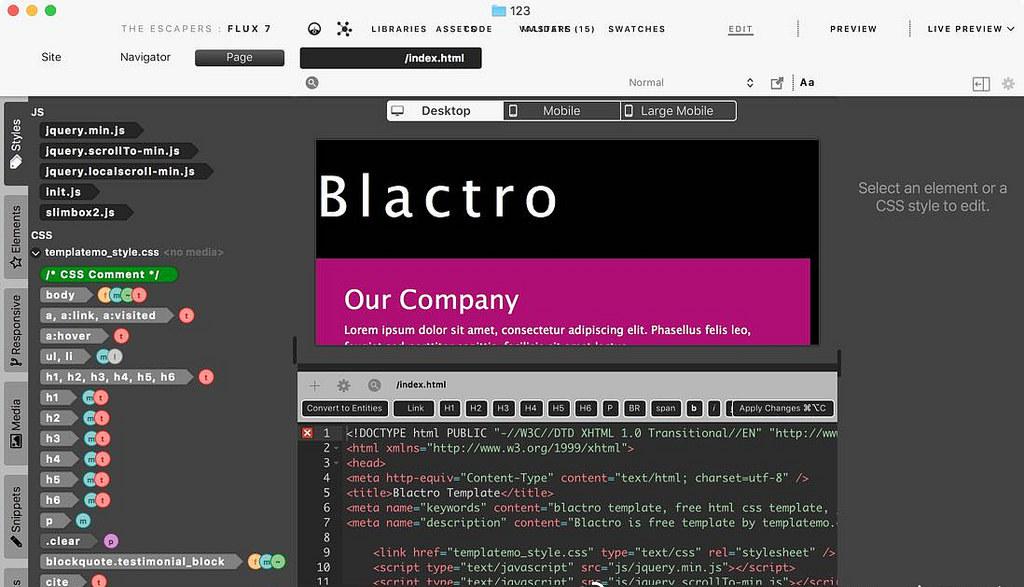 123
THE ESCAPERS : FLUX 7
LIBRARIES ASSETS CODE (15) SWATCHES EDIT PREVIEW LIVE PREVIEW
Site Navigator Page /index.html
Normal Aa
Desktop Mobile Large Mobile
Styles
Elements
Responsive
Media
Snippets
JS
jquery.min.js
jquery.scrollTo-min.js
jquery.localscroll-min.js
init.js
slimbox2.js
CSS
templatemo_style.css <no media>
/* CSS Comment */
body f m ~ t
a, a:link, a:visited t
a:hover t
ul, li m l
h1, h2, h3, h4, h5, h6 t
h1 m t
h2 m t
h3 m t
h4 m t
h5 m t
h6 m t
p m
.clear p
blockquote.testimonial_block f m ~
cite t
Blactro
Our Company
Lorem ipsum dolor sit amet, consectetur adipiscing elit. Phasellus felis leo,
Select an element or a
CSS style to edit.
/index.html
Convert to Entities Link H1 H2 H3 H4 H5 H6 P BR span b i Apply Changes ⌘⌥C
1 <!DOCTYPE html PUBLIC "-//W3C//DTD XHTML 1.0 Transitional//EN" "http://ww
2 <html xmlns="http://www.w3.org/1999/xhtml">
3 <head>
4 <meta http-equiv="Content-Type" content="text/html; charset=utf-8" />
5 <title>Blactro Template</title>
6 <meta name="keywords" content="blactro template, free html css template,
7 <meta name="description" content="Blactro is free template by templatemo.
8
9 <link href="templatemo_style.css" type="text/css" rel="stylesheet" />
10 <script type="text/javascript" src="js/jquery.min.js"></script>
11 <script type="text/javascript" src="js/jquery.scrollTo-min.js"></scri